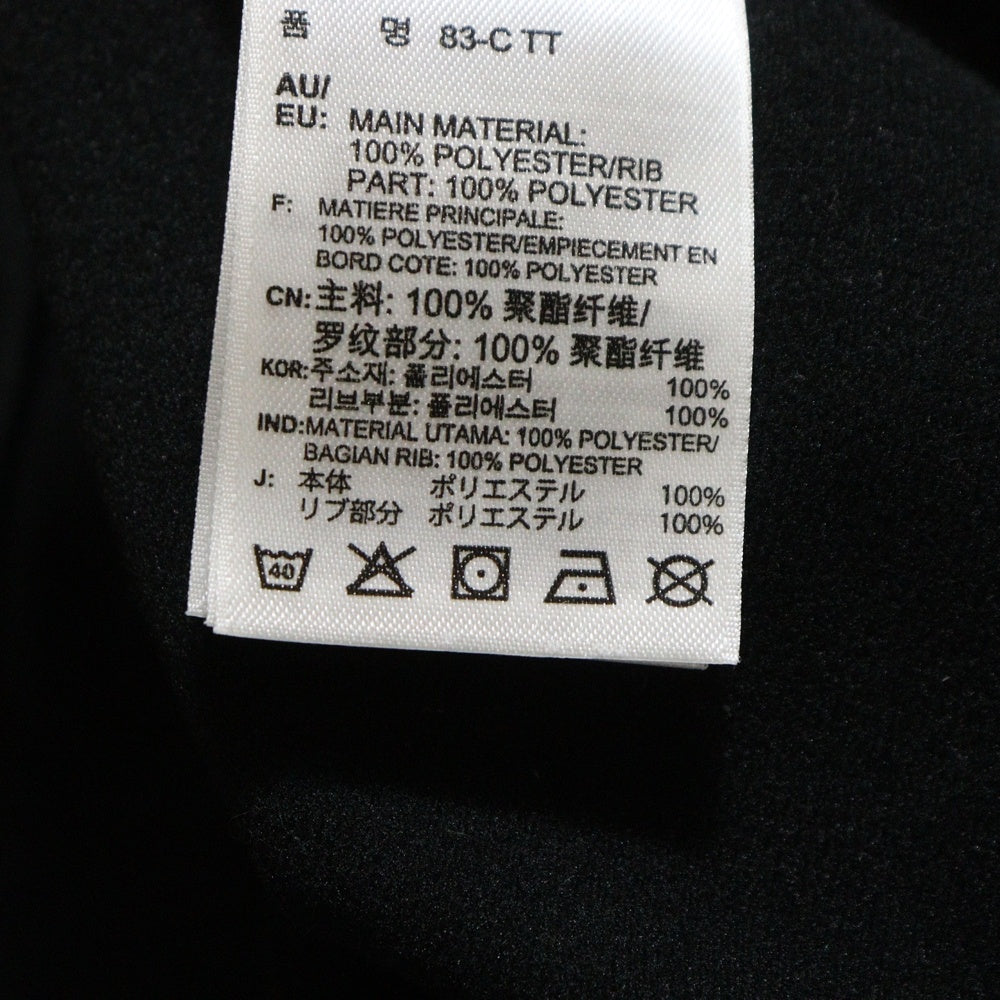 품 명 83-C TT
AU/
EU: MAIN MATERIAL:
100% POLYESTER/RIB
PART: 100% POLYESTER
F: MATIERE PRINCIPALE:
100% POLYESTER/EMPIECEMENT EN
BORD COTE: 100% POLYESTER
CN: 主料: 100% 聚酯纤维/
罗纹部分: 100% 聚酯纤维
KOR: 주소재: 폴리에스터 100%
리브부분: 폴리에스터 100%
IND: MATERIAL UTAMA: 100% POLYESTER/
BAGIAN RIB: 100% POLYESTER
J: 本体 ポリエステル 100%
リブ部分 ポリエステル 100%
40